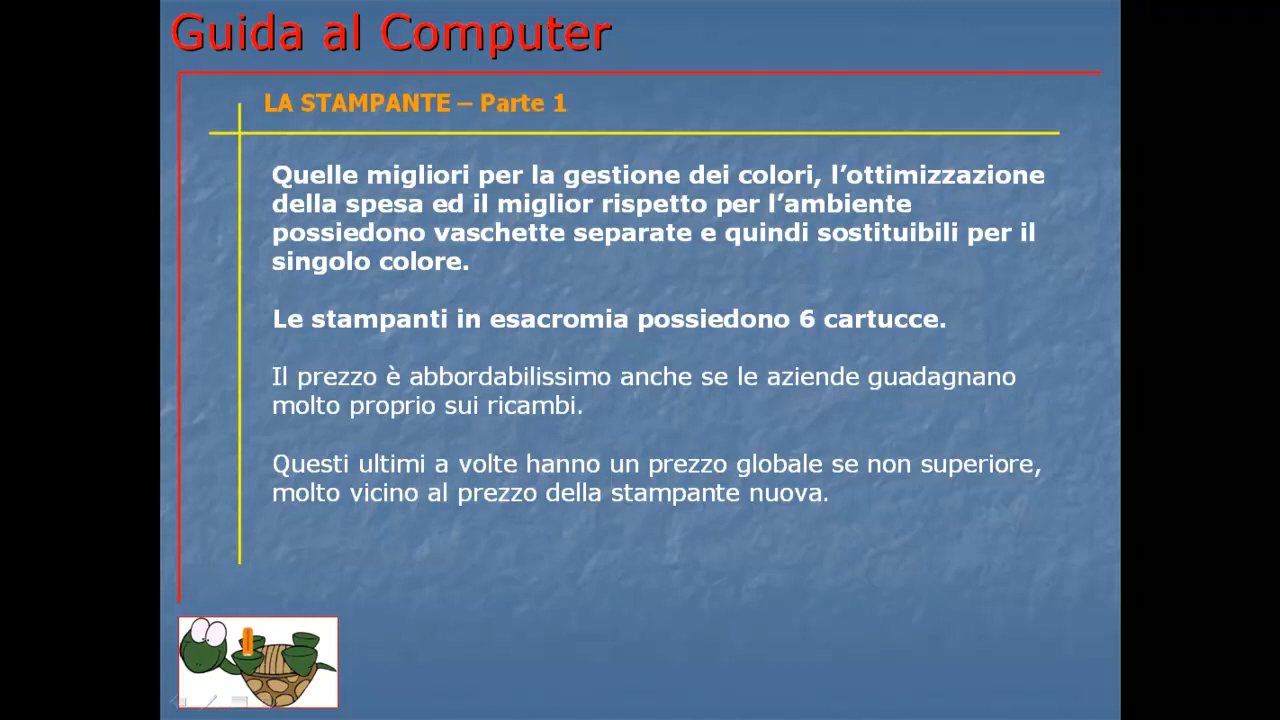 Guida al Computer
LA STAMPANTE – Parte 1
Quelle migliori per la gestione dei colori, l’ottimizzazione
della spesa ed il miglior rispetto per l’ambiente
possiedono vaschette separate e quindi sostituibili per il
singolo colore.
Le stampanti in esacromia possiedono 6 cartucce.
Il prezzo è abbordabilissimo anche se le aziende guadagnano
molto proprio sui ricambi.
Questi ultimi a volte hanno un prezzo globale se non superiore,
molto vicino al prezzo della stampante nuova.